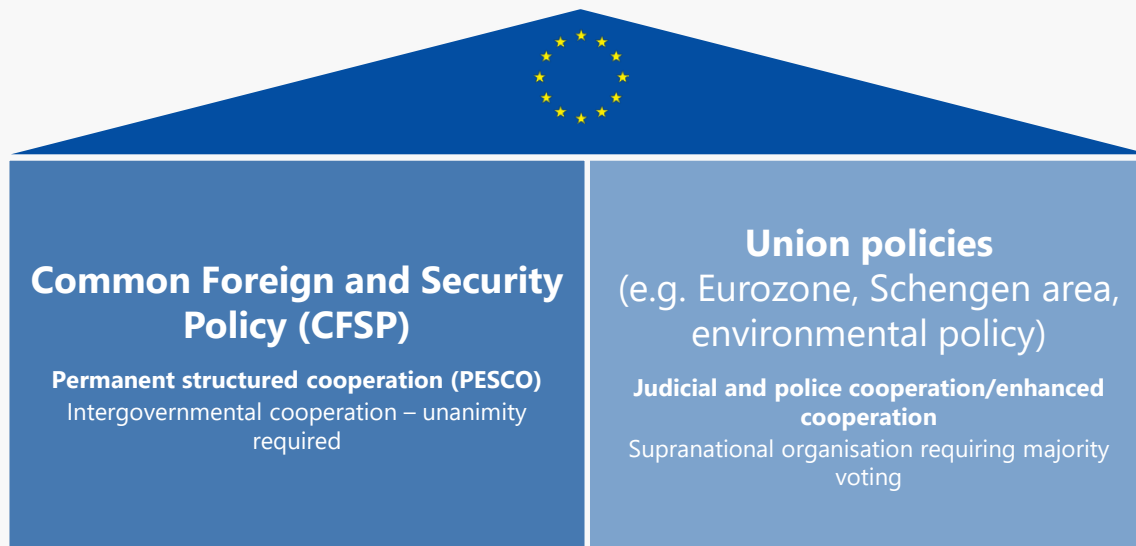 Common Foreign and Security
Policy (CFSP)
Permanent structured cooperation (PESCO)
Intergovernmental cooperation – unanimity
required
Union policies
(e.g. Eurozone, Schengen area,
environmental policy)
Judicial and police cooperation/enhanced
cooperation
Supranational organisation requiring majority
voting